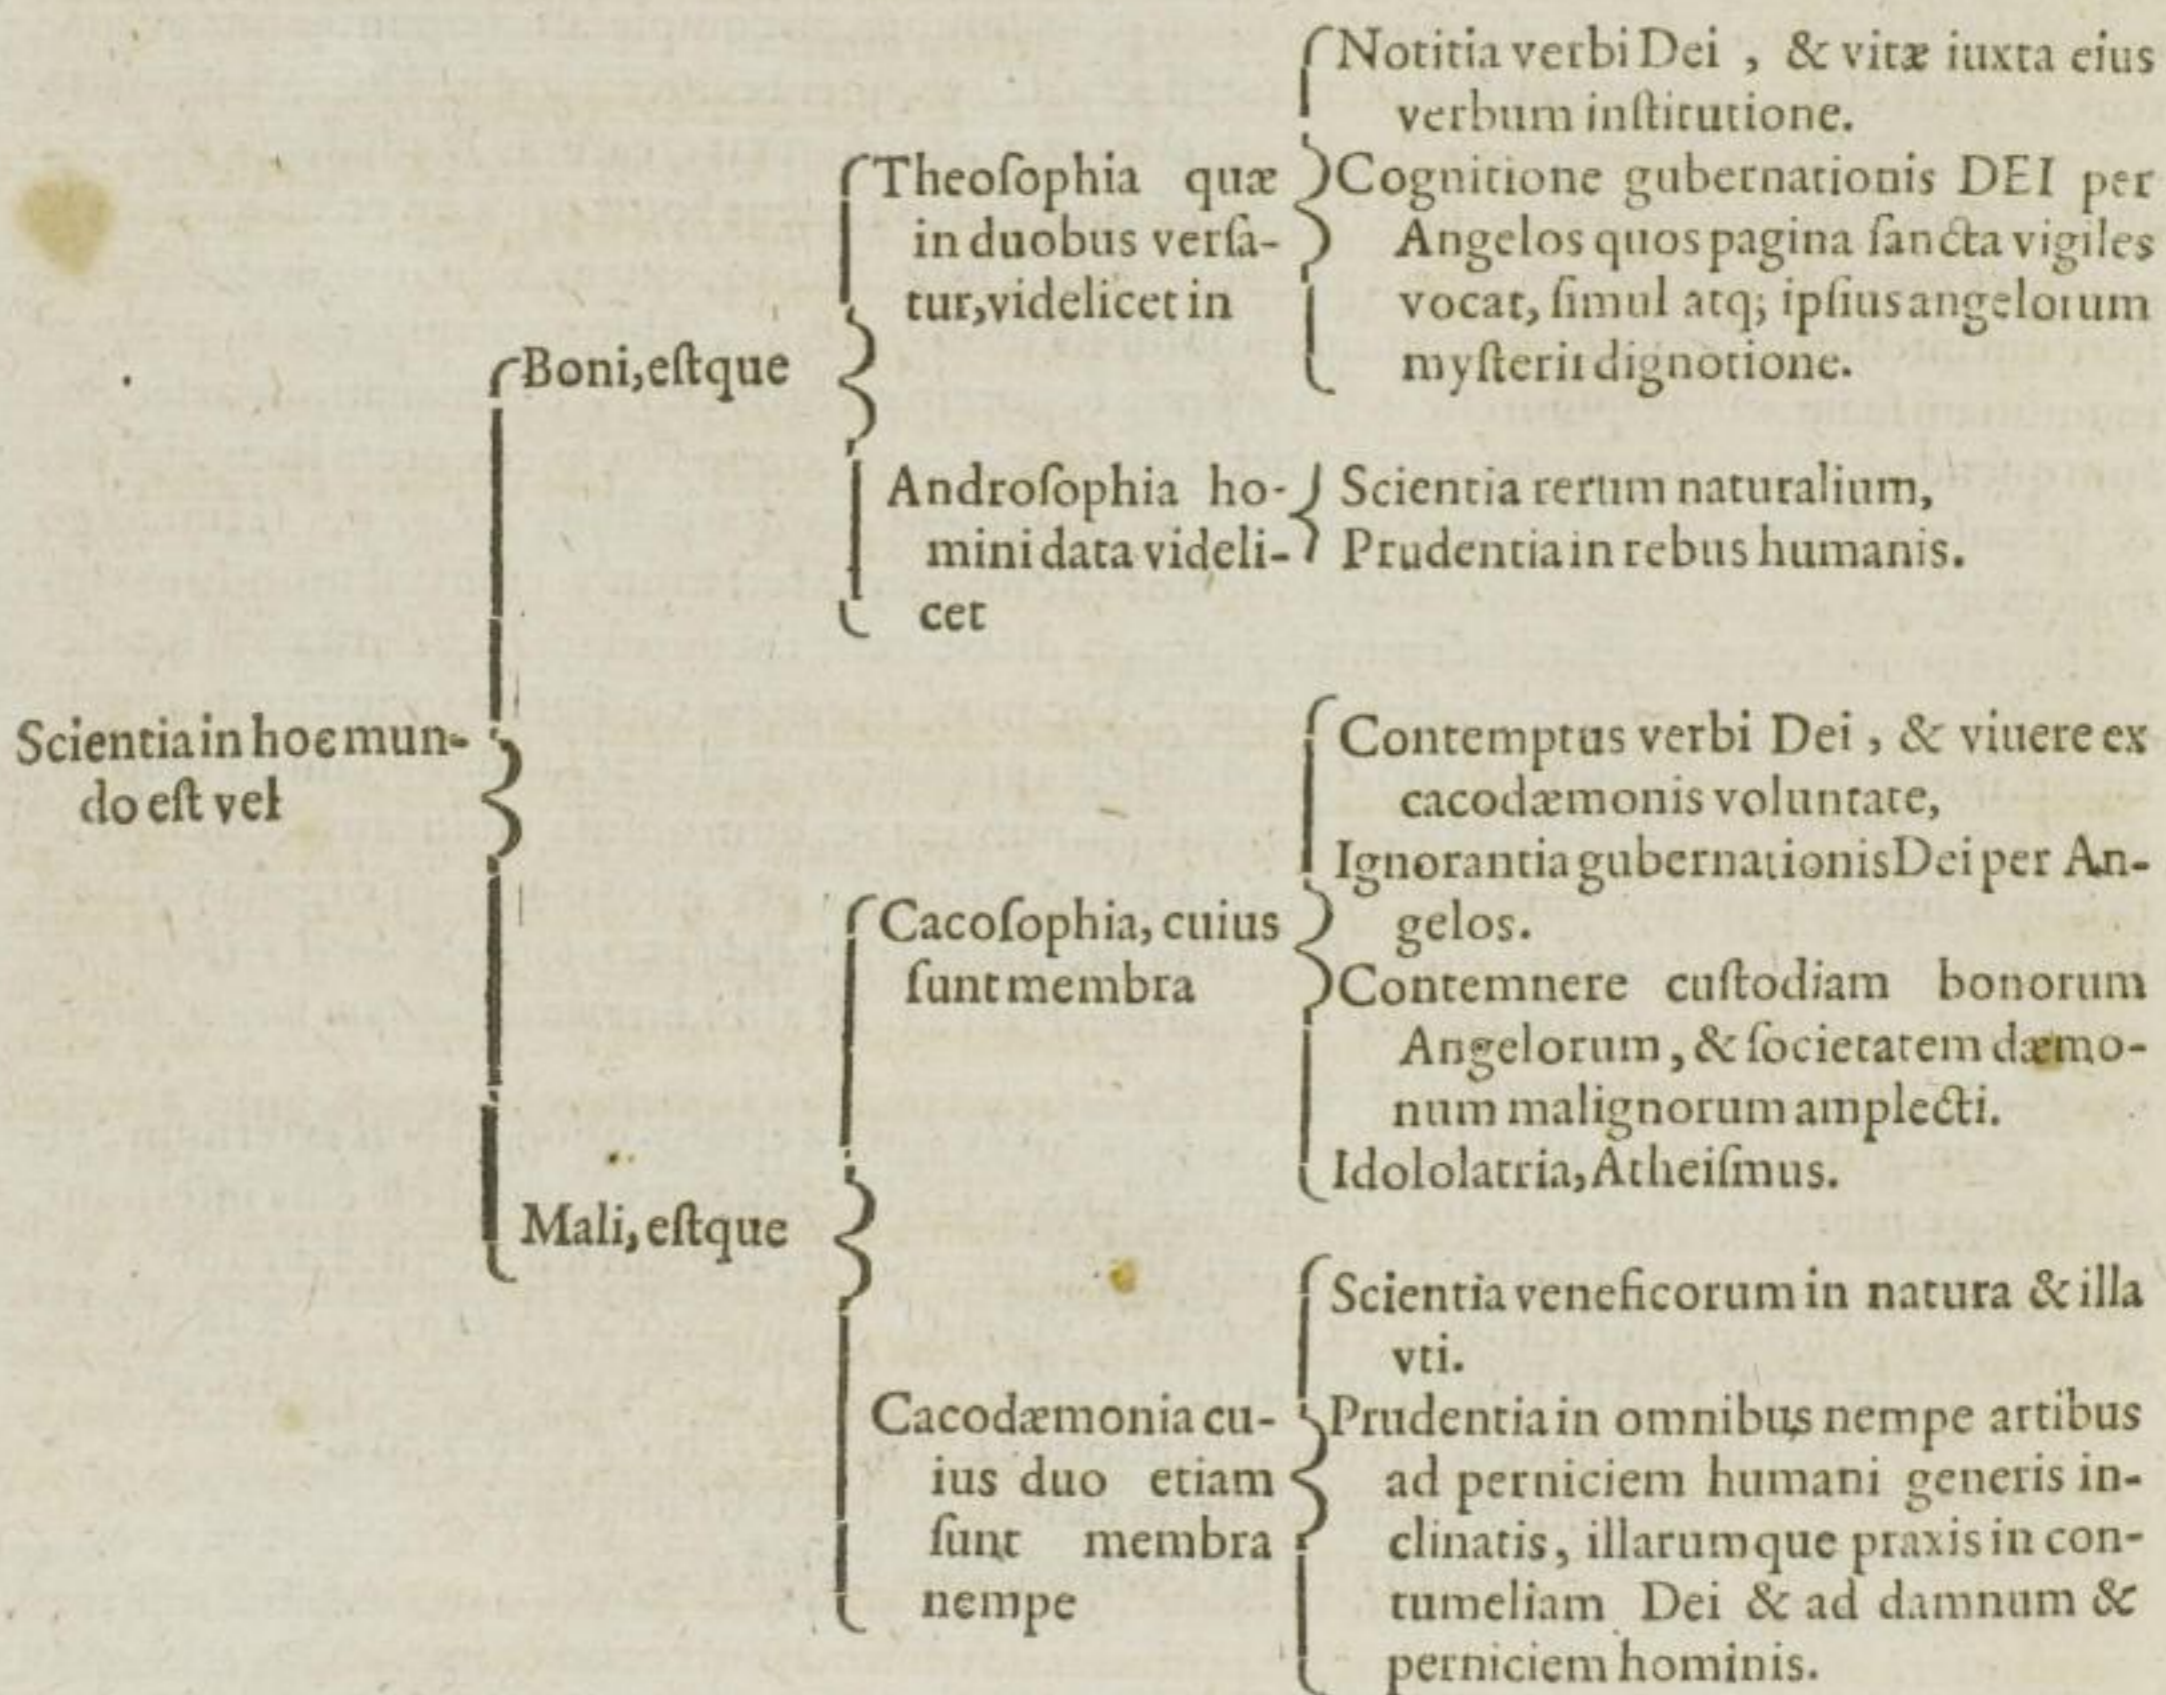 Notitia verbi Dei , & vitæ iuxta eius
verbum inſtitutione.
Theoſophia quæ
in duobus verſa-
tur, videlicet in
Cognitione gubernationis DEI per
Angelos quos pagina ſancta vigiles
vocat, ſimul atq; ipſius angelorum
myſterii dignotione.
Boni, eſtque
Androſophia ho-
mini data videli-
cet
Scientia rerum naturalium,
Prudentia in rebus humanis.
Scientia in hoc mun-
do eſt vel
Contemptus verbi Dei , & viuere ex
cacodæmonis voluntate,
Ignorantia gubernationis Dei per An-
gelos.
Cacoſophia, cuius
ſunt membra
Contemnere cuſtodiam bonorum
Angelorum, & ſocietatem dæmo-
num malignorum amplecti.
Idololatria, Atheiſmus.
Mali, eſtque
Scientia veneficorum in natura & illa
vti.
Cacodæmonia cu-
ius duo etiam
ſunt membra
nempe
Prudentia in omnibus nempe artibus
ad perniciem humani generis in-
clinatis, illarumque praxis in con-
tumeliam Dei & ad damnum &
perniciem hominis.